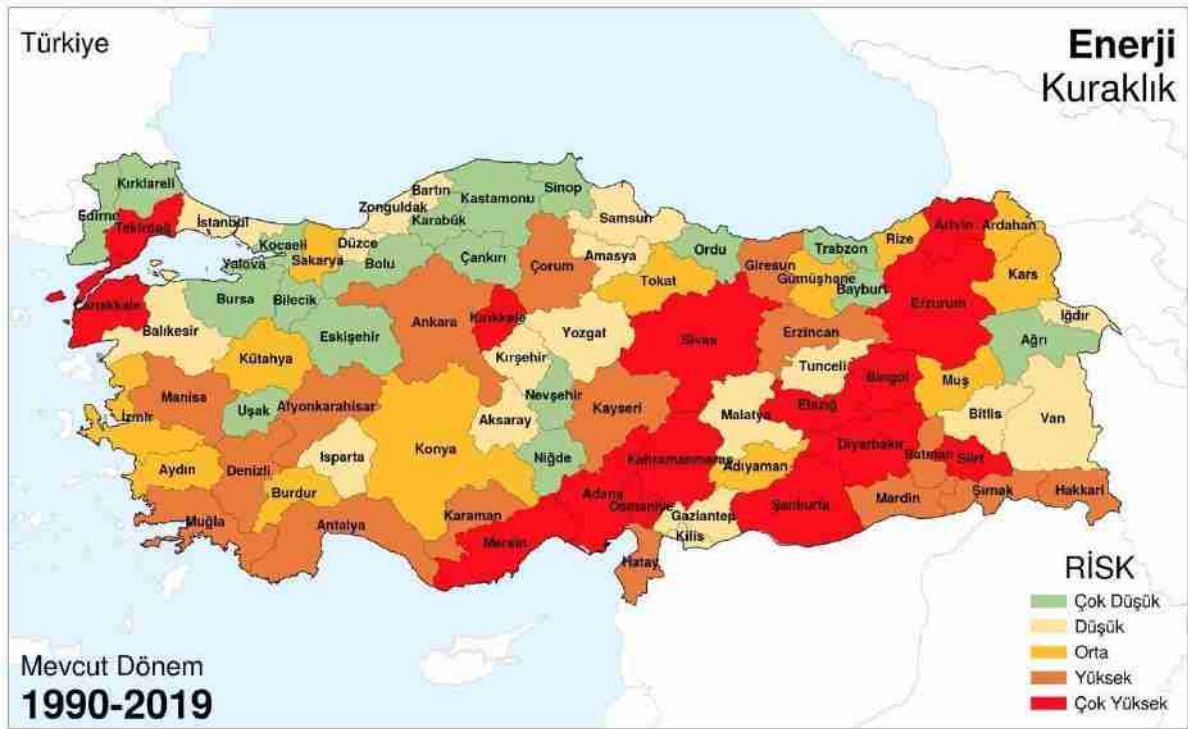 Türkiye
Enerji
Kuraklık
Kırklareli
Edirne
Tekirdağ
İstanbul
Kocaeli
Yalova
Sakarya
Düzce
Zonguldak
Bartın
Karabük
Kastamonu
Sinop
Bolu
Çankırı
Samsun
Amasya
Çorum
Ordu
Tokat
Giresun
Gümüşhane
Trabzon
Bayburt
Rize
Artvin
Ardahan
Kars
Erzurum
Iğdır
Ağrı
Çanakkale
Balıkesir
Bursa
Bilecik
Eskişehir
Kütahya
Ankara
Kırıkkale
Kırşehir
Yozgat
Sivas
Erzincan
Tunceli
Bingöl
Muş
Bitlis
Van
Manisa
İzmir
Uşak
Afyonkarahisar
Aksaray
Nevşehir
Kayseri
Malatya
Elazığ
Diyarbakır
Batman
Siirt
Aydın
Denizli
Isparta
Burdur
Konya
Niğde
Kahramanmaraş
Adıyaman
Şanlıurfa
Mardin
Şırnak
Hakkari
Muğla
Antalya
Karaman
Mersin
Adana
Osmaniye
Gaziantep
Kilis
Hatay
RİSK
Çok Düşük
Düşük
Orta
Yüksek
Çok Yüksek
Mevcut Dönem
1990-2019